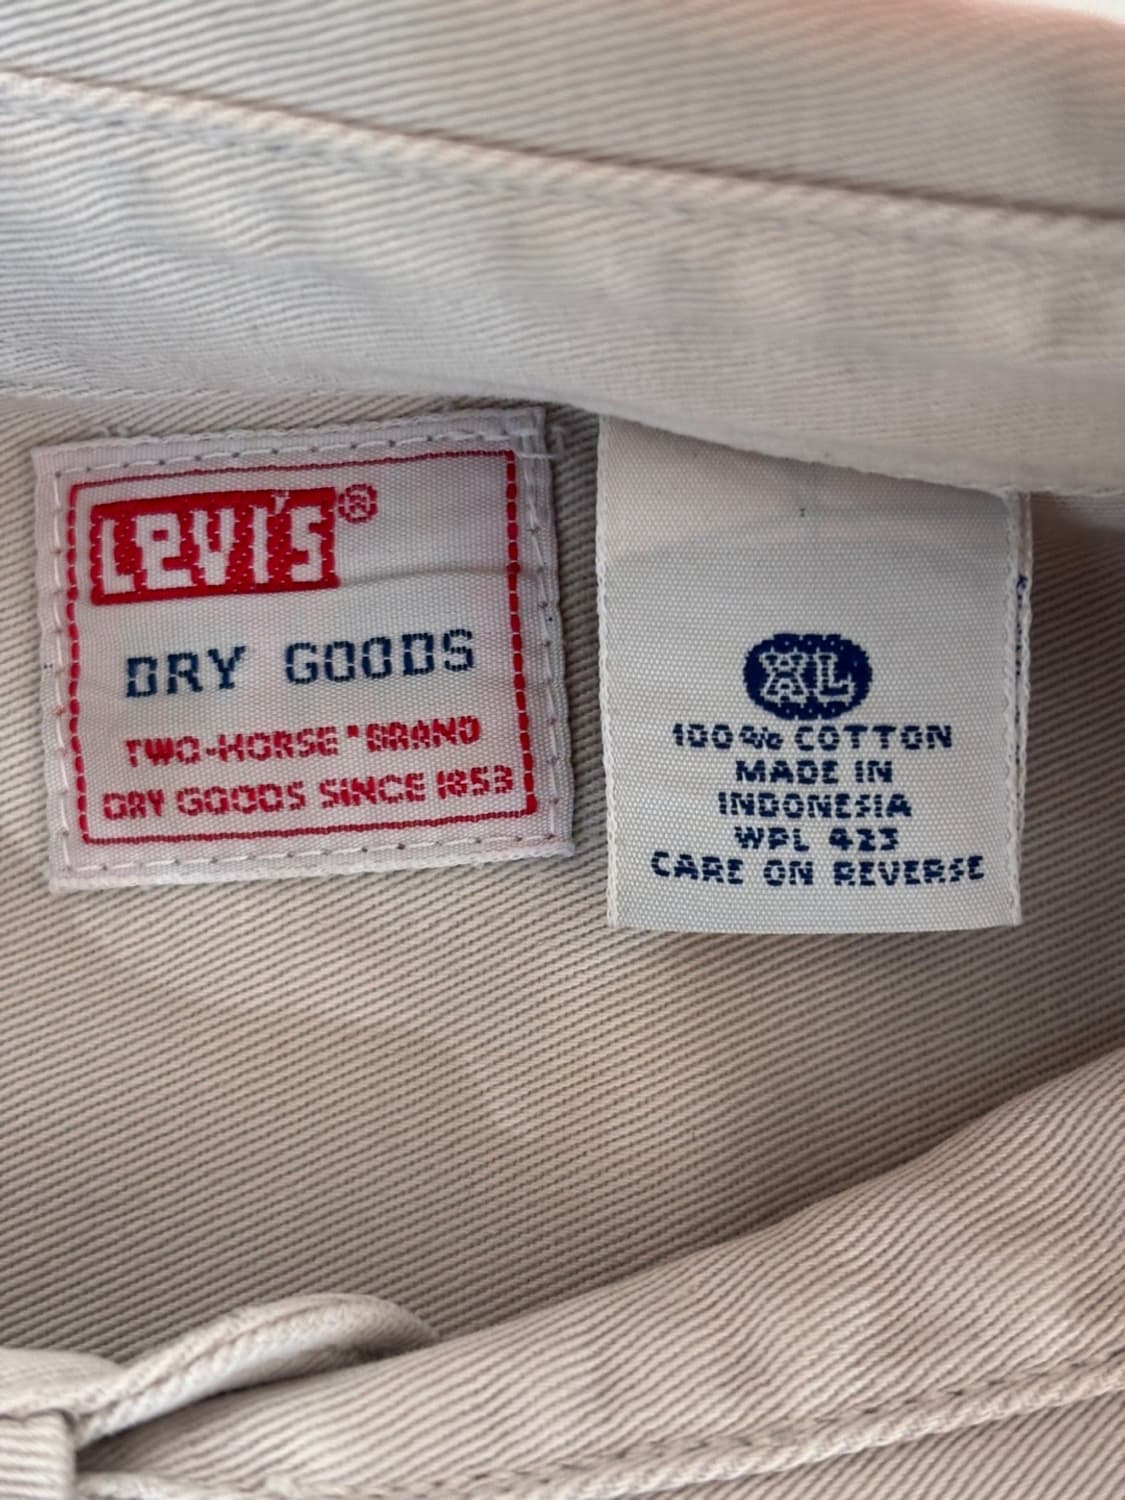 LEVI'S®
DRY GOODS
TWO-HORSE BRAND
DRY GOODS SINCE 1853
XL
100% COTTON
MADE IN
INDONESIA
WPL 423
CARE ON REVERSE